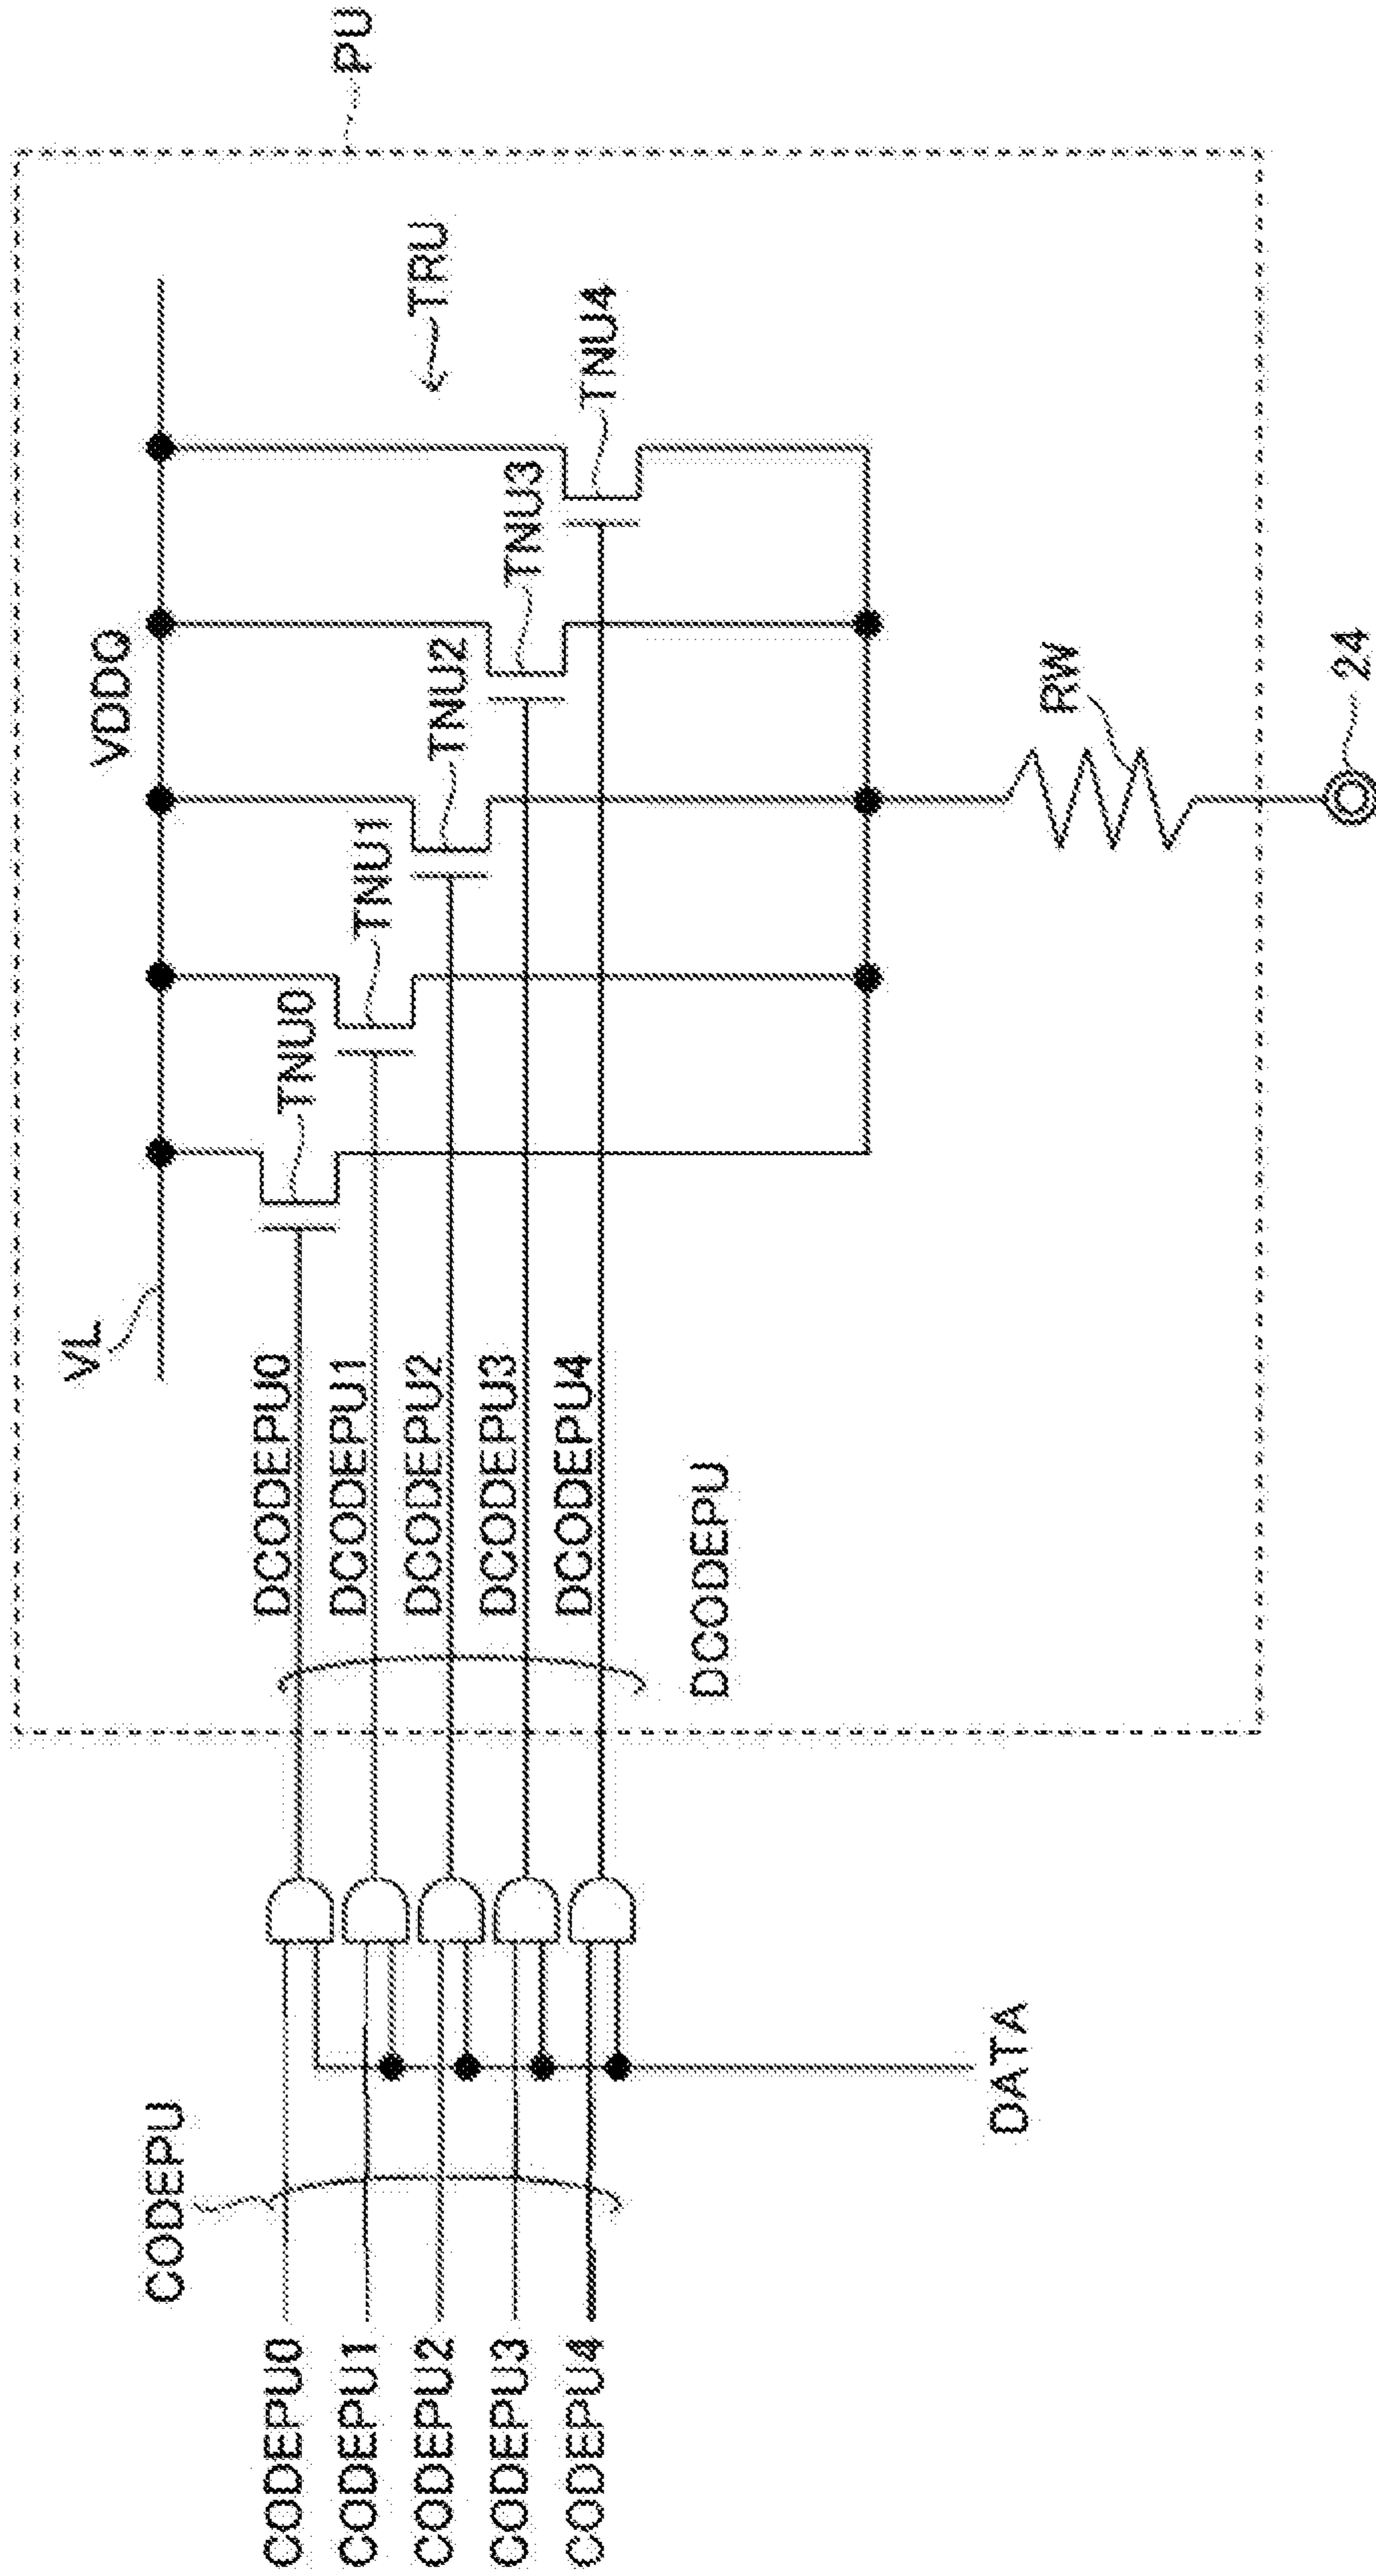 PU
VL
VDDQ
TRU
TNU0
TNU1
TNU2
TNU3
TNU4
CODEPU
CODEPU0
CODEPU1
CODEPU2
CODEPU3
CODEPU4
DCODEPU0
DCODEPU1
DCODEPU2
DCODEPU3
DCODEPU4
DCODEPU
DATA
RW
24